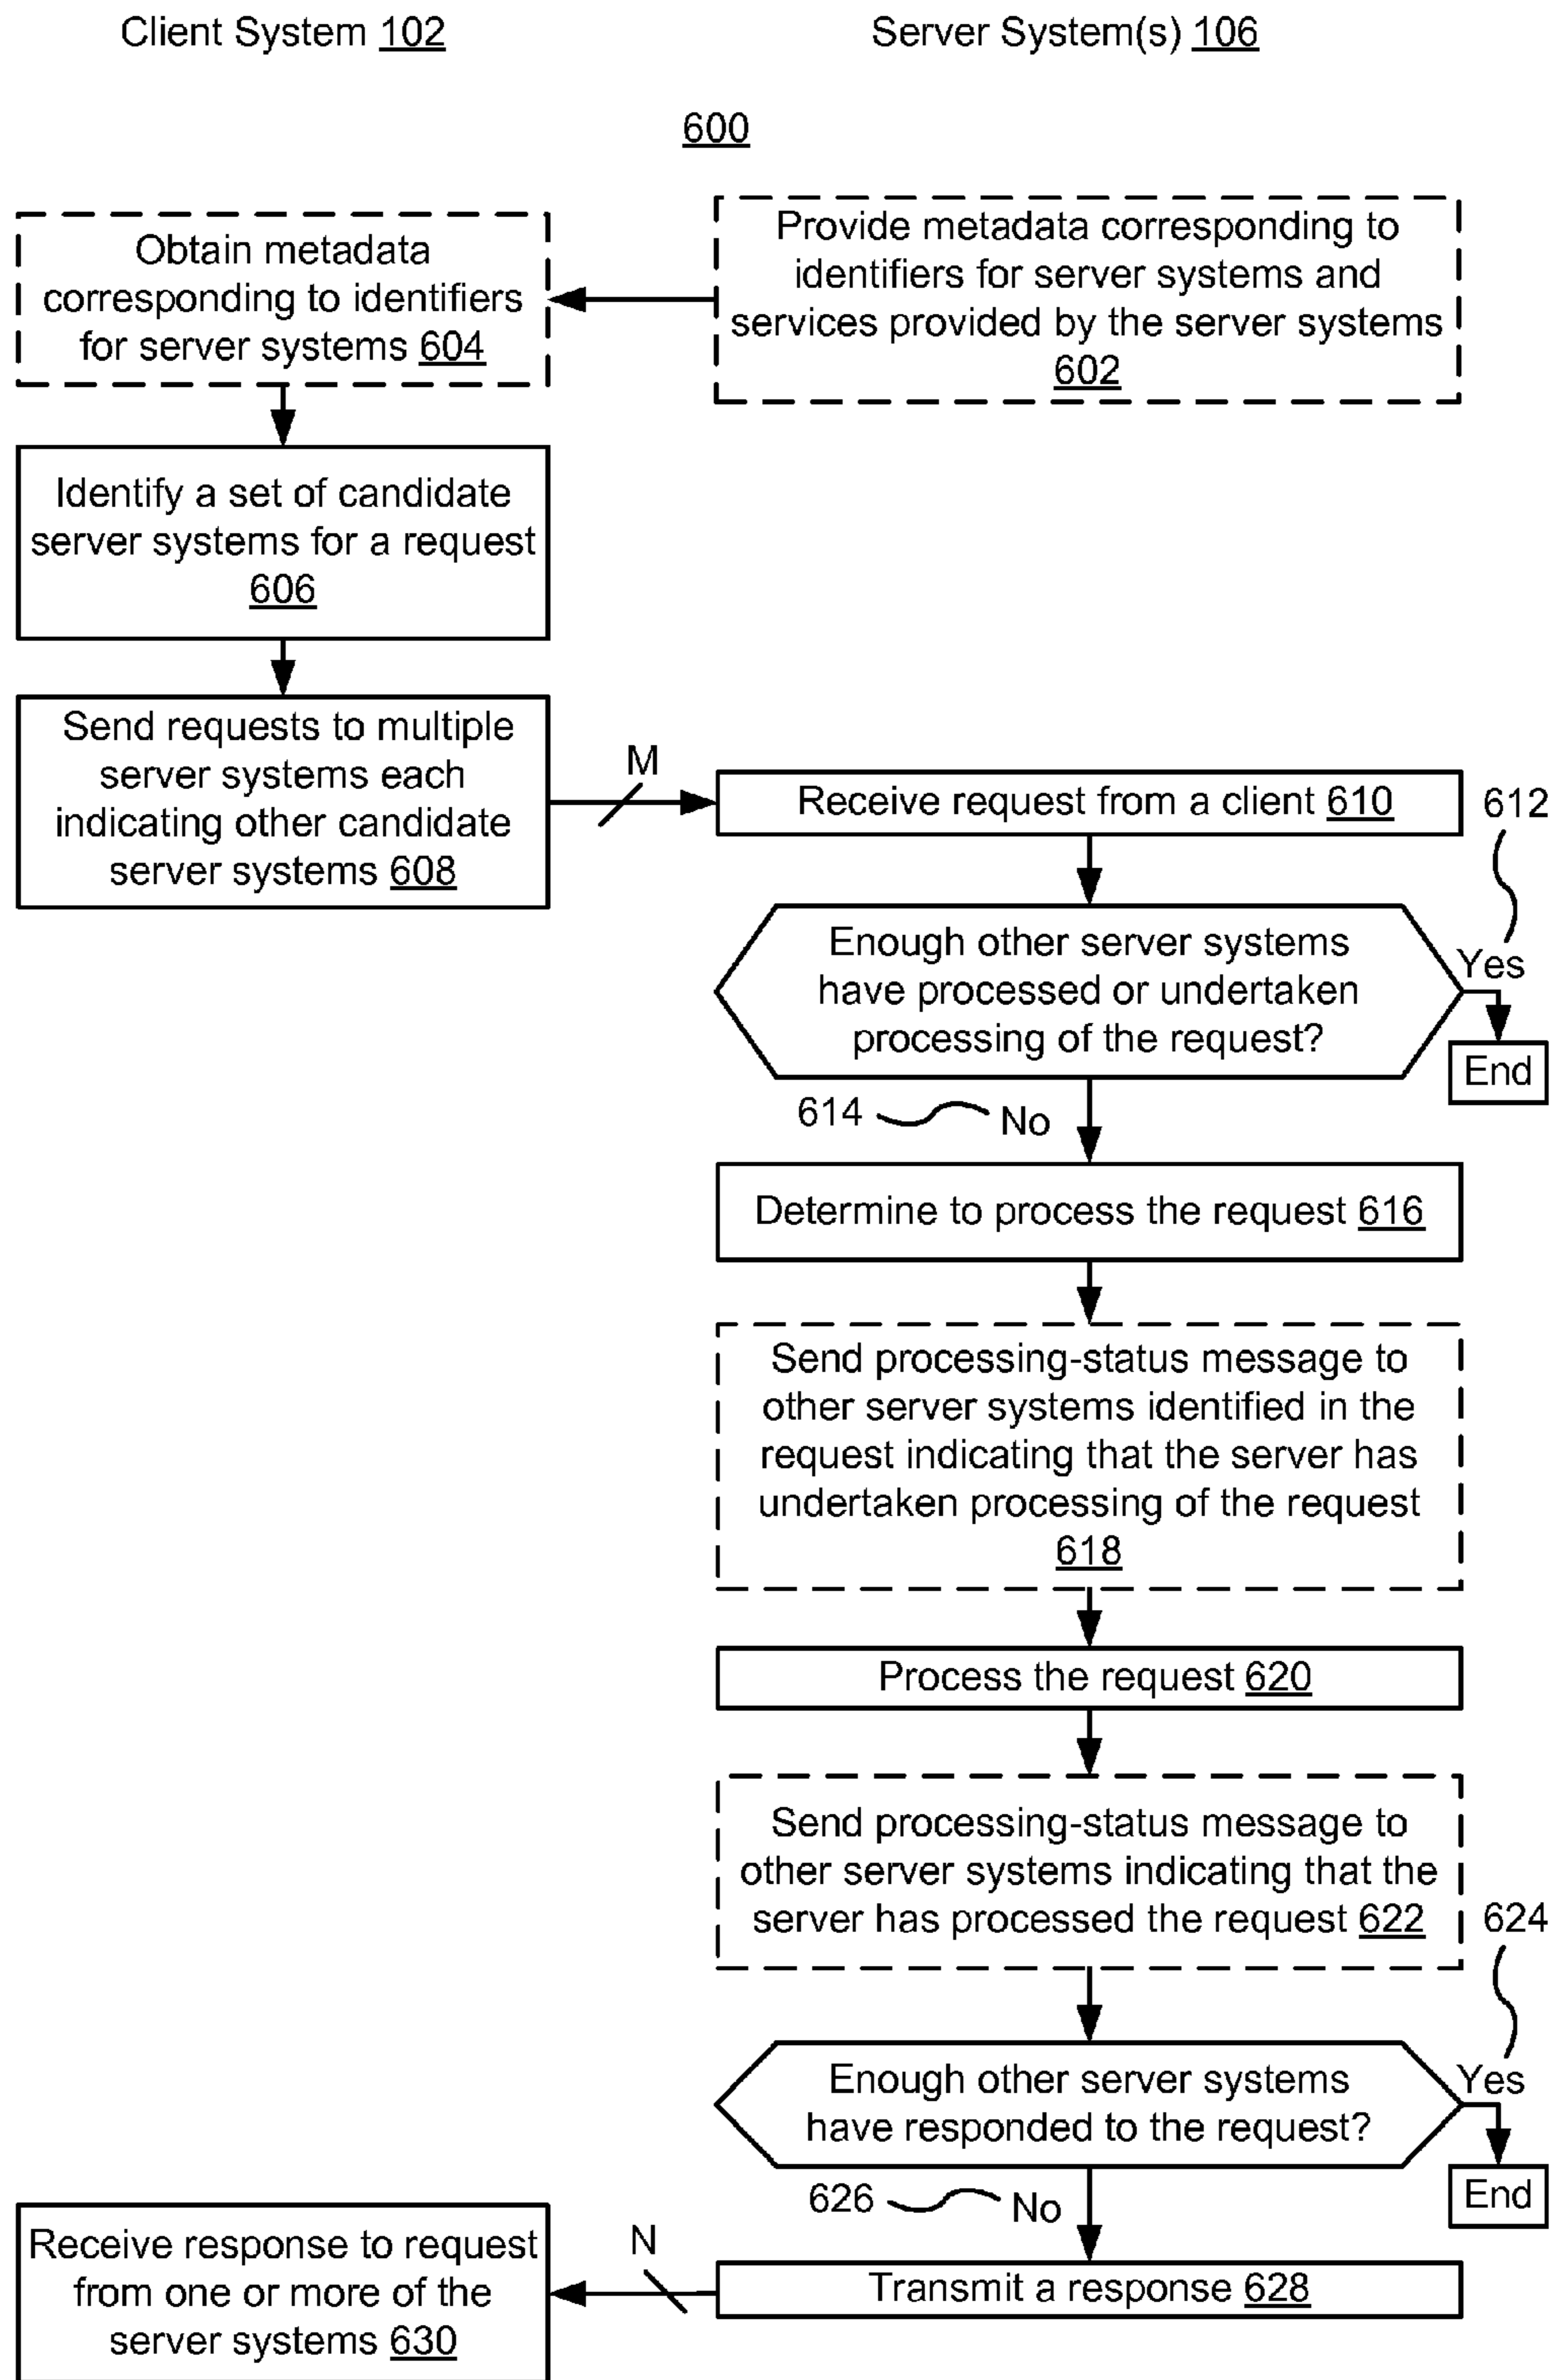 Client System 102
Server System(s) 106
600
Provide metadata corresponding to
identifiers for server systems and
services provided by the server systems
602
Obtain metadata
corresponding to identifiers
for server systems 604
Identify a set of candidate
server systems for a request
606
Send requests to multiple
server systems each
indicating other candidate
server systems 608
M
Receive request from a client 610
612
Enough other server systems
have processed or undertaken
processing of the request?
Yes
End
614
No
Determine to process the request 616
Send processing-status message to
other server systems identified in the
request indicating that the server has
undertaken processing of the request
618
Process the request 620
Send processing-status message to
other server systems indicating that the
server has processed the request 622
624
Enough other server systems
have responded to the request?
Yes
End
626
No
Transmit a response 628
N
Receive response to request
from one or more of the
server systems 630